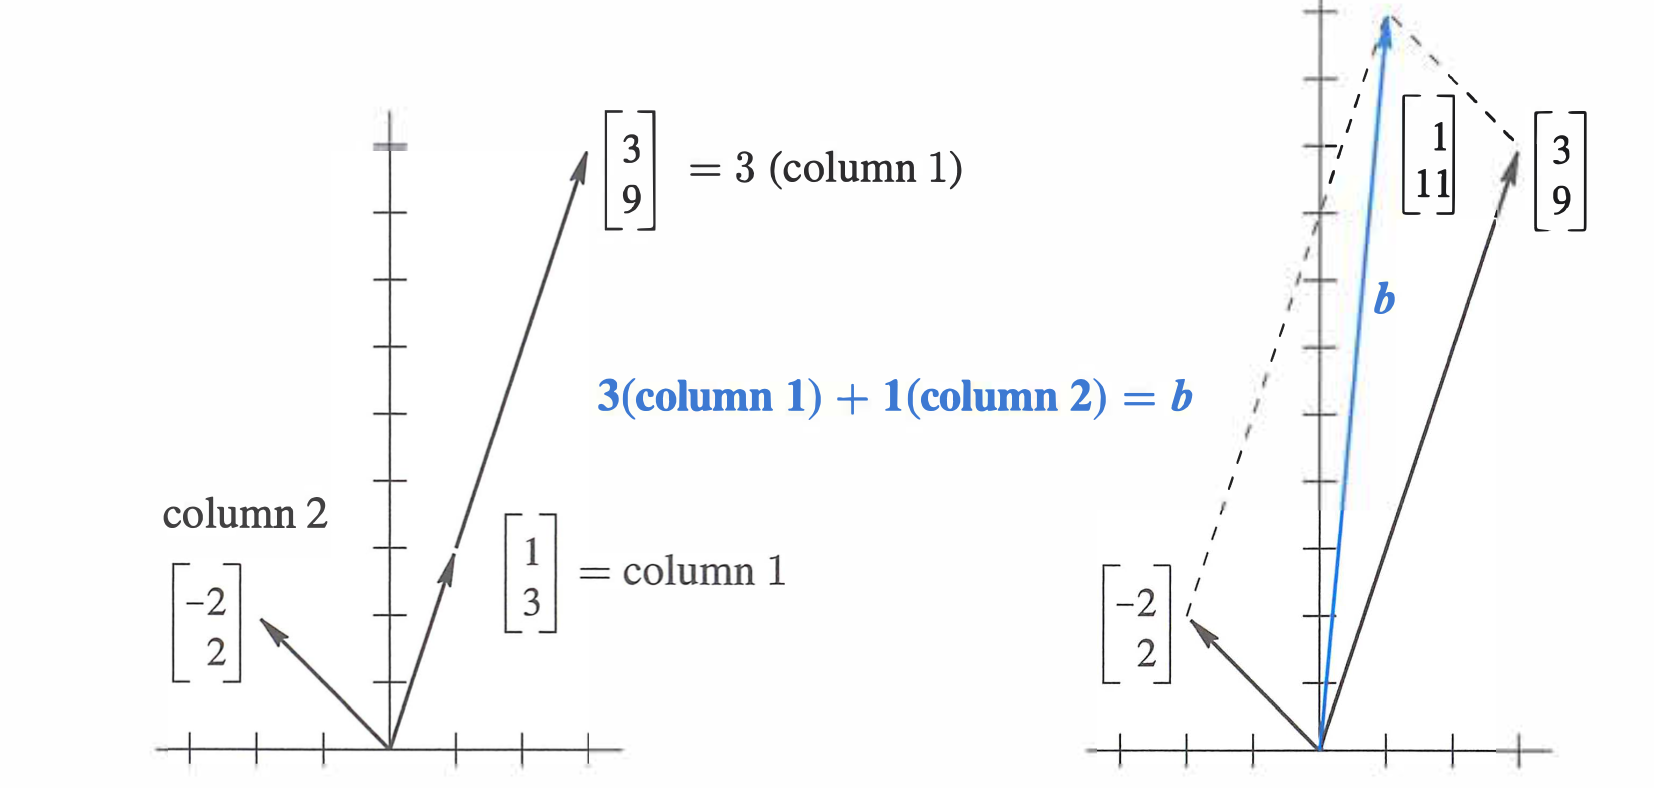 [3
9] = 3 (column 1)
[1
11]
[3
9]
b
3(column 1) + 1(column 2) = b
column 2
[-2
2]
[1
3] = column 1
[-2
2]